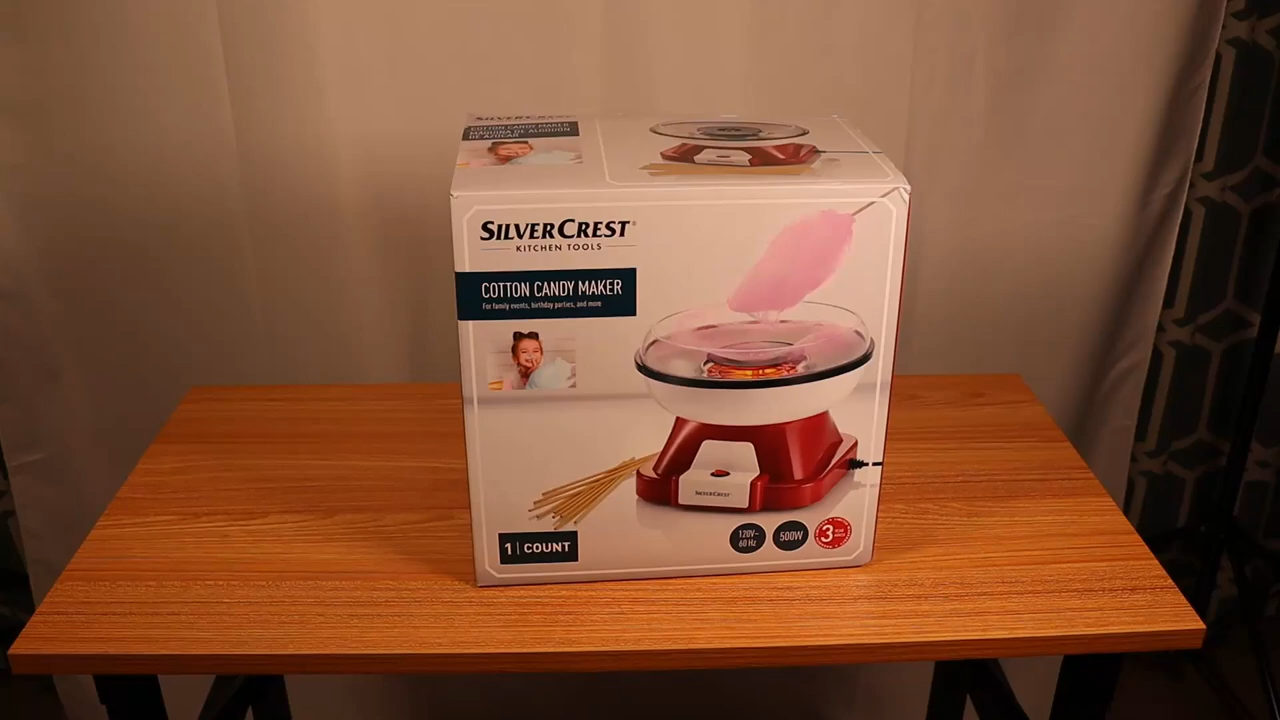 SILVERCREST
COTTON CANDY MAKER
MÁQUINA DE ALGODÓN
DE AZÚCAR
SILVERCREST®
KITCHEN TOOLS
COTTON CANDY MAKER
For family events, birthday parties, and more
SILVERCREST
1 | COUNT
120V~
60 Hz
500W
3